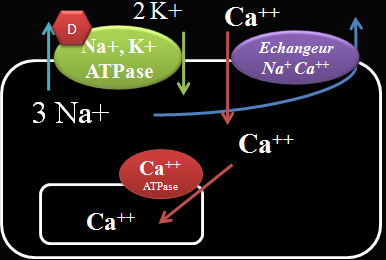 2 K+
Ca++
D
Na+, K+
ATPase
Echangeur
Na+ Ca++
3 Na+
Ca++
Ca++
ATPase
Ca++